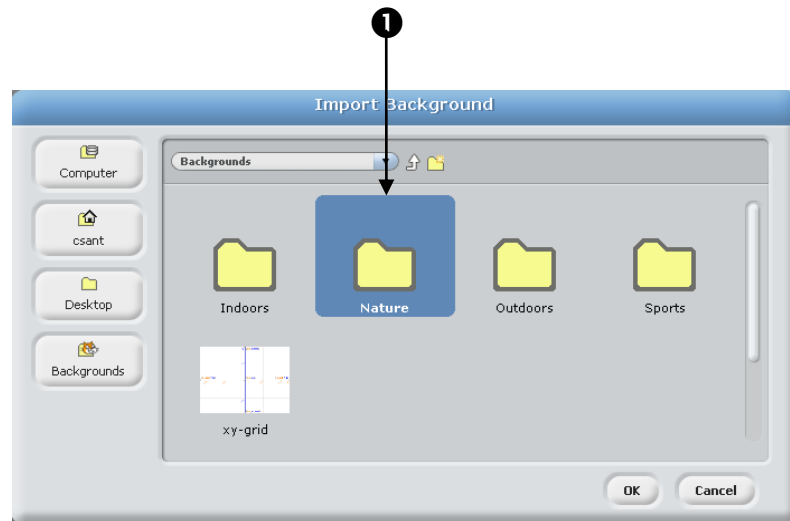 1
Import Background
Computer
csant
Desktop
Backgrounds
Backgrounds
Indoors
Nature
Outdoors
Sports
xy-grid
OK
Cancel